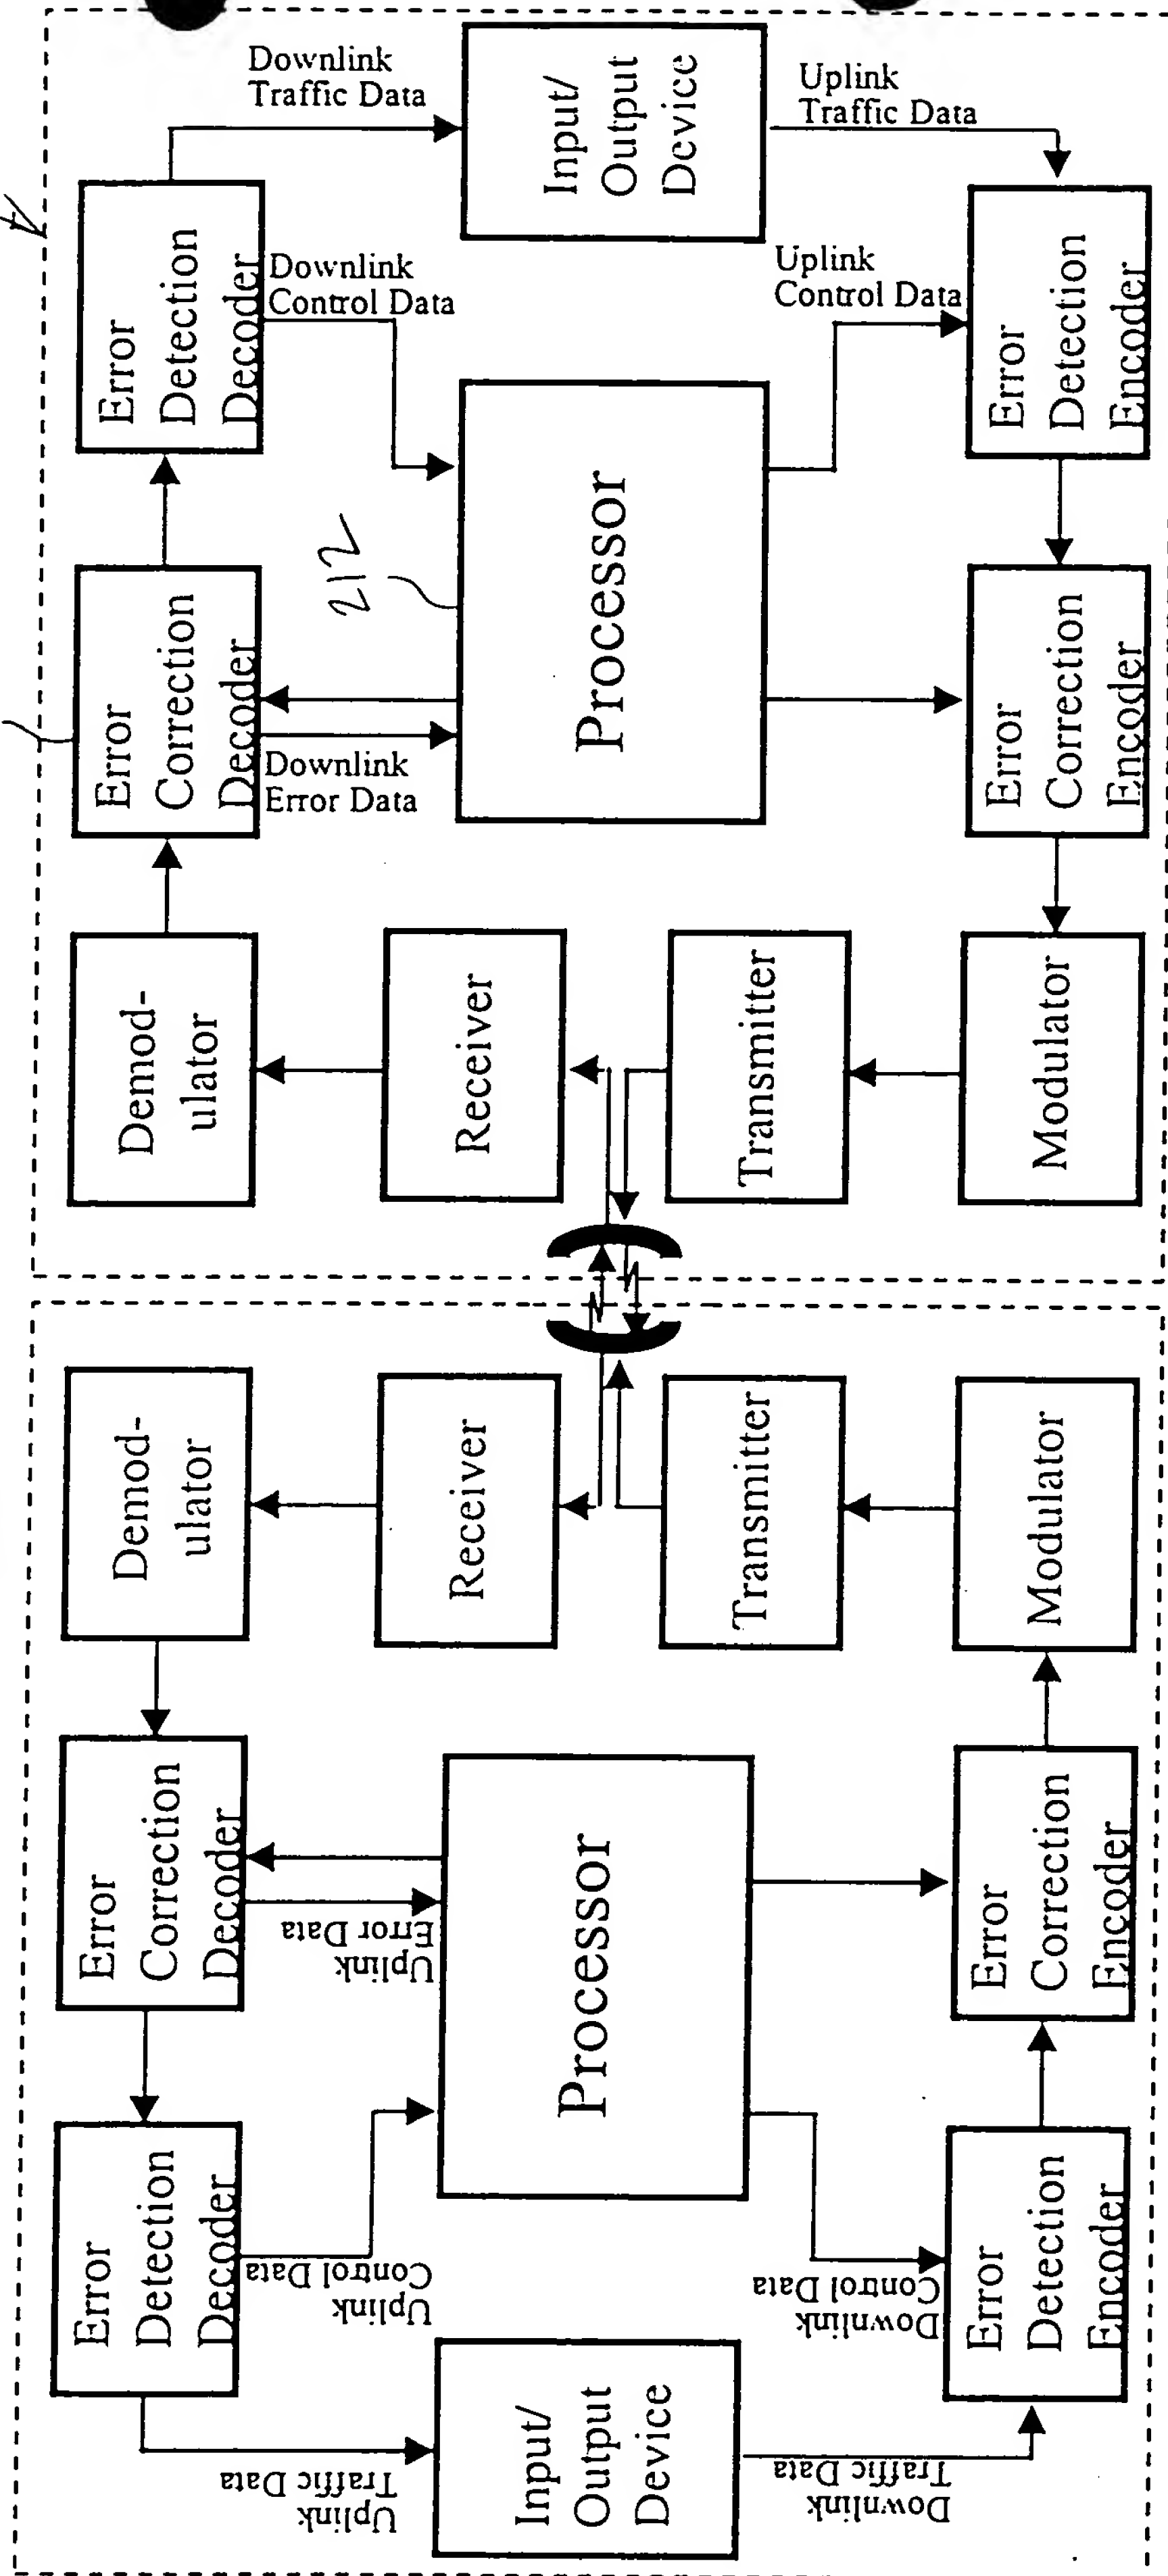 Downlink
Traffic Data
Input/
Output
Device
Uplink
Traffic Data
Error
Detection
Decoder
Downlink
Control Data
Uplink
Control Data
Error
Detection
Encoder
212
Processor
Error
Correction
Decoder
Downlink
Error Data
Error
Correction
Encoder
Demod-
ulator
Receiver
Transmitter
Modulator
Demod-
ulator
Receiver
Transmitter
Modulator
Error
Correction
Decoder
Uplink
Error Data
Processor
Error
Correction
Encoder
Error
Detection
Decoder
Uplink
Control Data
Downlink
Control Data
Error
Detection
Encoder
Uplink
Traffic Data
Input/
Output
Device
Downlink
Traffic Data